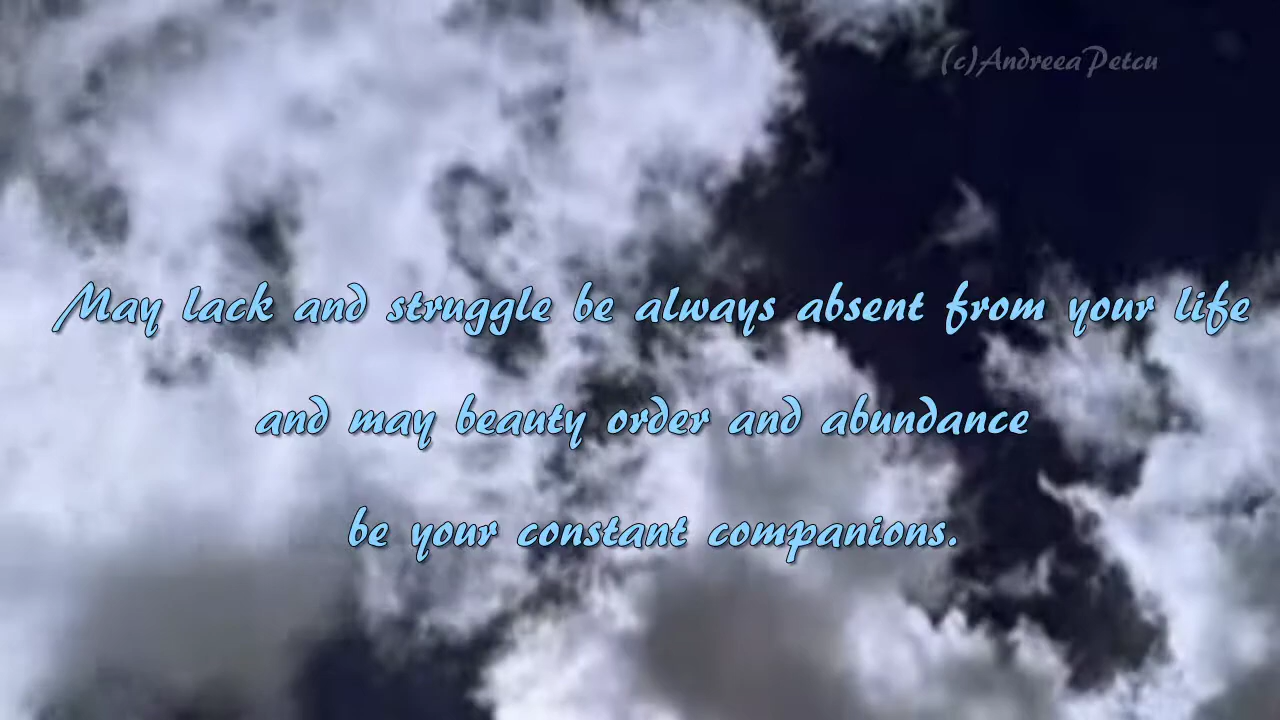 (c)AndreeaPetcu
May lack and struggle be always absent from your life
and may beauty order and abundance
be your constant companions.